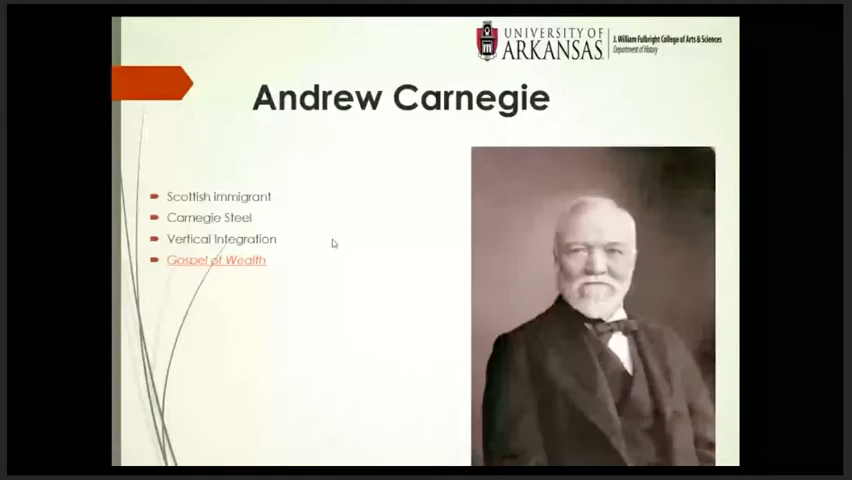 UNIVERSITY OF
ARKANSAS
J. William Fulbright College of Arts & Sciences
Department of History
Andrew Carnegie
Scottish immigrant
Carnegie Steel
Vertical Integration
Gospel of Wealth